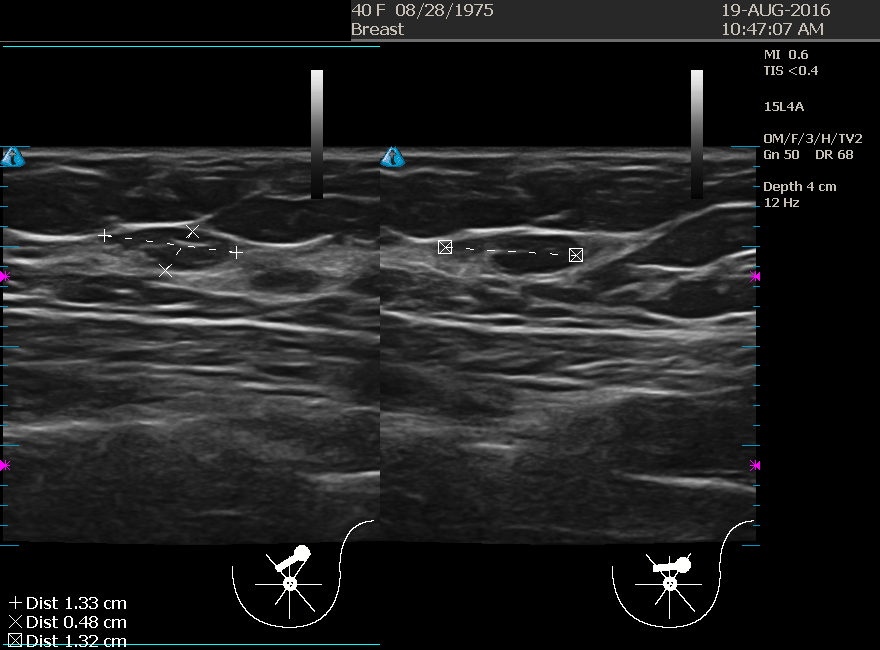 40 F 08/28/1975
19-AUG-2016
Breast
10:47:07 AM
MI 0.6
TIS <0.4
15L4A
OM/F/3/H/TV2
Gn 50 DR 68
Depth 4 cm
12 Hz
Dist 1.33 cm
Dist 0.48 cm
Dist 1.32 cm